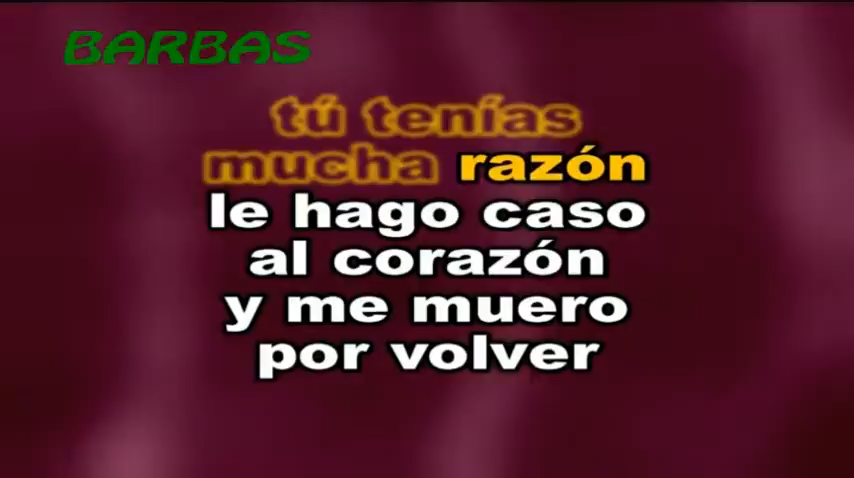 BARBAS
tú tenías
mucha razón
le hago caso
al corazón
y me muero
por volver